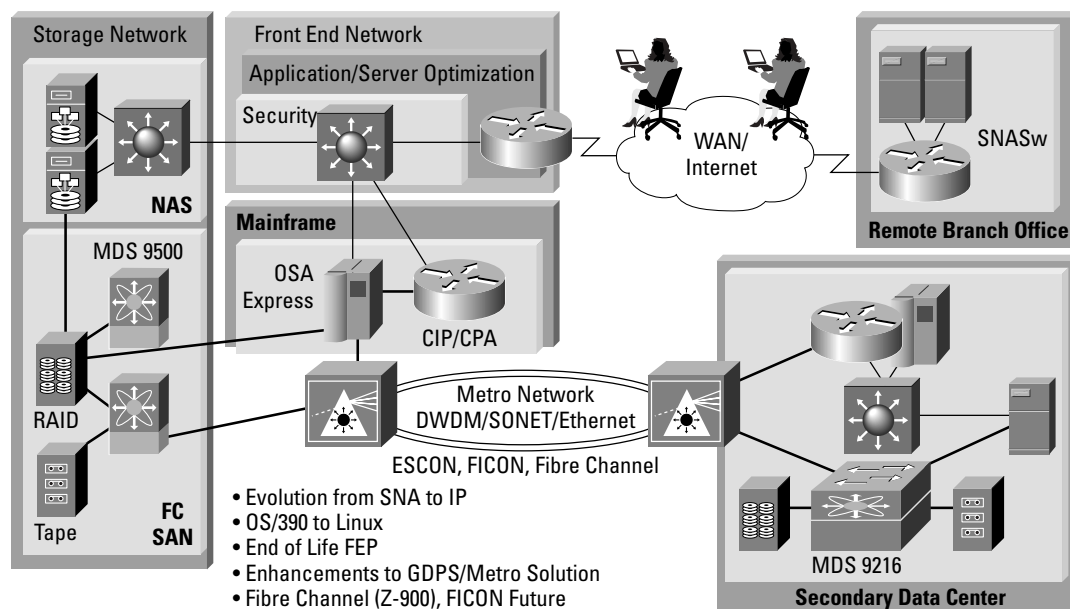 Storage Network
NAS
MDS 9500
RAID
Tape
FC
SAN
Front End Network
Application/Server Optimization
Security
Mainframe
OSA
Express
CIP/CPA
WAN/
Internet
SNASw
Remote Branch Office
Metro Network
DWDM/SONET/Ethernet
ESCON, FICON, Fibre Channel
• Evolution from SNA to IP
• OS/390 to Linux
• End of Life FEP
• Enhancements to GDPS/Metro Solution
• Fibre Channel (Z-900), FICON Future
MDS 9216
Secondary Data Center